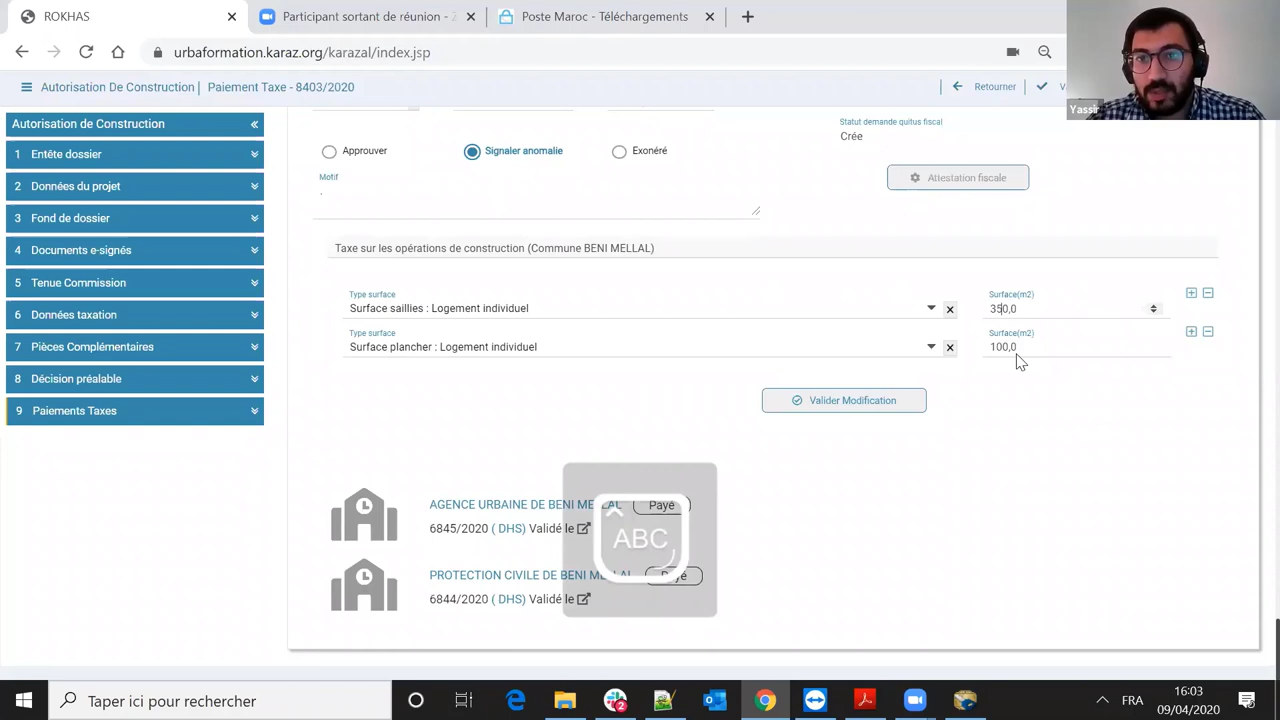 ROKHAS
Participant sortant de réunion - Z
Poste Maroc - Téléchargements
urbaformation.karaz.org/karazal/index.jsp
Yassir
Autorisation De Construction | Paiement Taxe - 8403/2020
Retourner
Autorisation de Construction
1 Entête dossier
2 Données du projet
3 Fond de dossier
4 Documents e-signés
5 Tenue Commission
6 Données taxation
7 Pièces Complémentaires
8 Décision préalable
9 Paiements Taxes
Statut demande quitus fiscal
Crée
Approuver
Signaler anomalie
Exonéré
Attestation fiscale
Motif
.
Taxe sur les opérations de construction (Commune BENI MELLAL)
Type surface
Surface(m2)
Surface saillies : Logement individuel
350,0
Type surface
Surface(m2)
Surface plancher : Logement individuel
100,0
Valider Modification
AGENCE URBAINE DE BENI MELLAL
Payé
6845/2020 ( DHS) Validé le
PROTECTION CIVILE DE BENI MELLAL
Payé
6844/2020 ( DHS) Validé le
ABC
Taper ici pour rechercher
2
FRA
16:03
09/04/2020